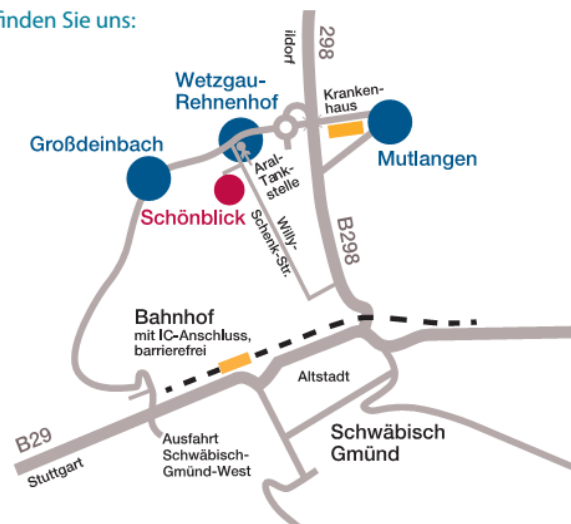 finden Sie uns:
298
ildorf
Wetzgau-
Rehnenhof
Kranken-
haus
Großdeinbach
Mutlangen
Aral-
Tank-
stelle
Schönblick
Willy-
Schenk-Str.
B298
Bahnhof
mit IC-Anschluss,
barrierefrei
Altstadt
B29
Stuttgart
Ausfahrt
Schwäbisch-
Gmünd-West
Schwäbisch
Gmünd